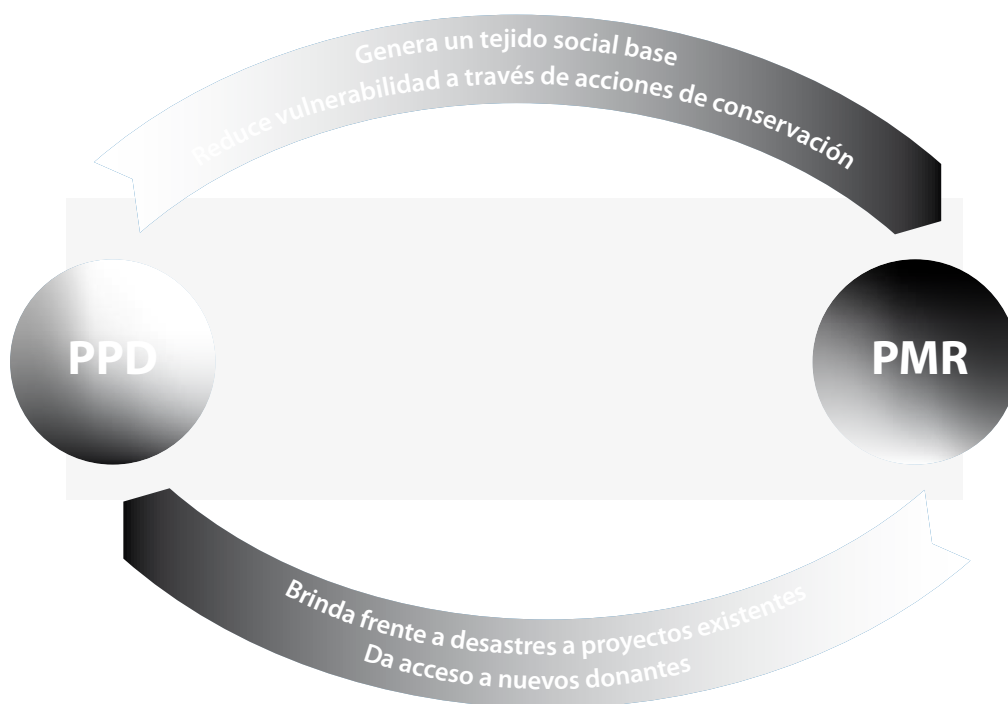 Genera un tejido social base
Reduce vulnerabilidad a través de acciones de conservación
PPD
PMR
Brinda frente a desastres a proyectos existentes
Da acceso a nuevos donantes